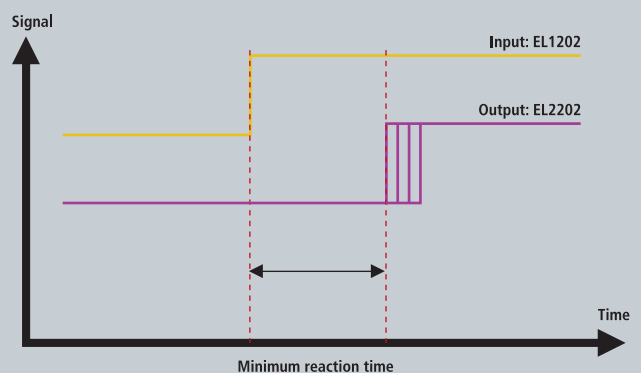 Signal
Input: EL1202
Output: EL2202
Time
Minimum reaction time